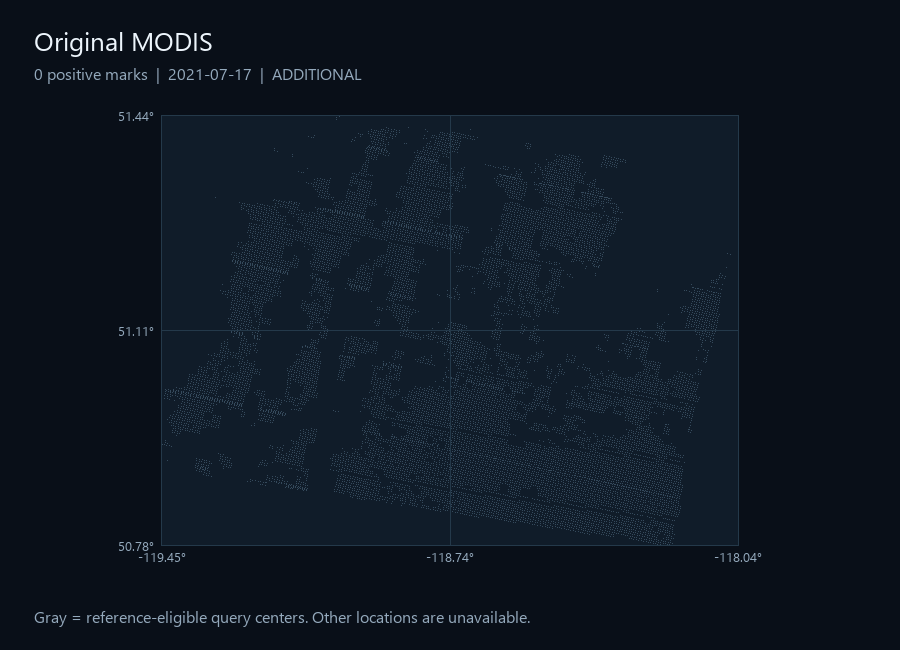 Original MODIS
0 positive marks | 2021-07-17 | ADDITIONAL
51.44°
51.11°
50.78°
-119.45° -118.74° -118.04°
Gray = reference-eligible query centers. Other locations are unavailable.